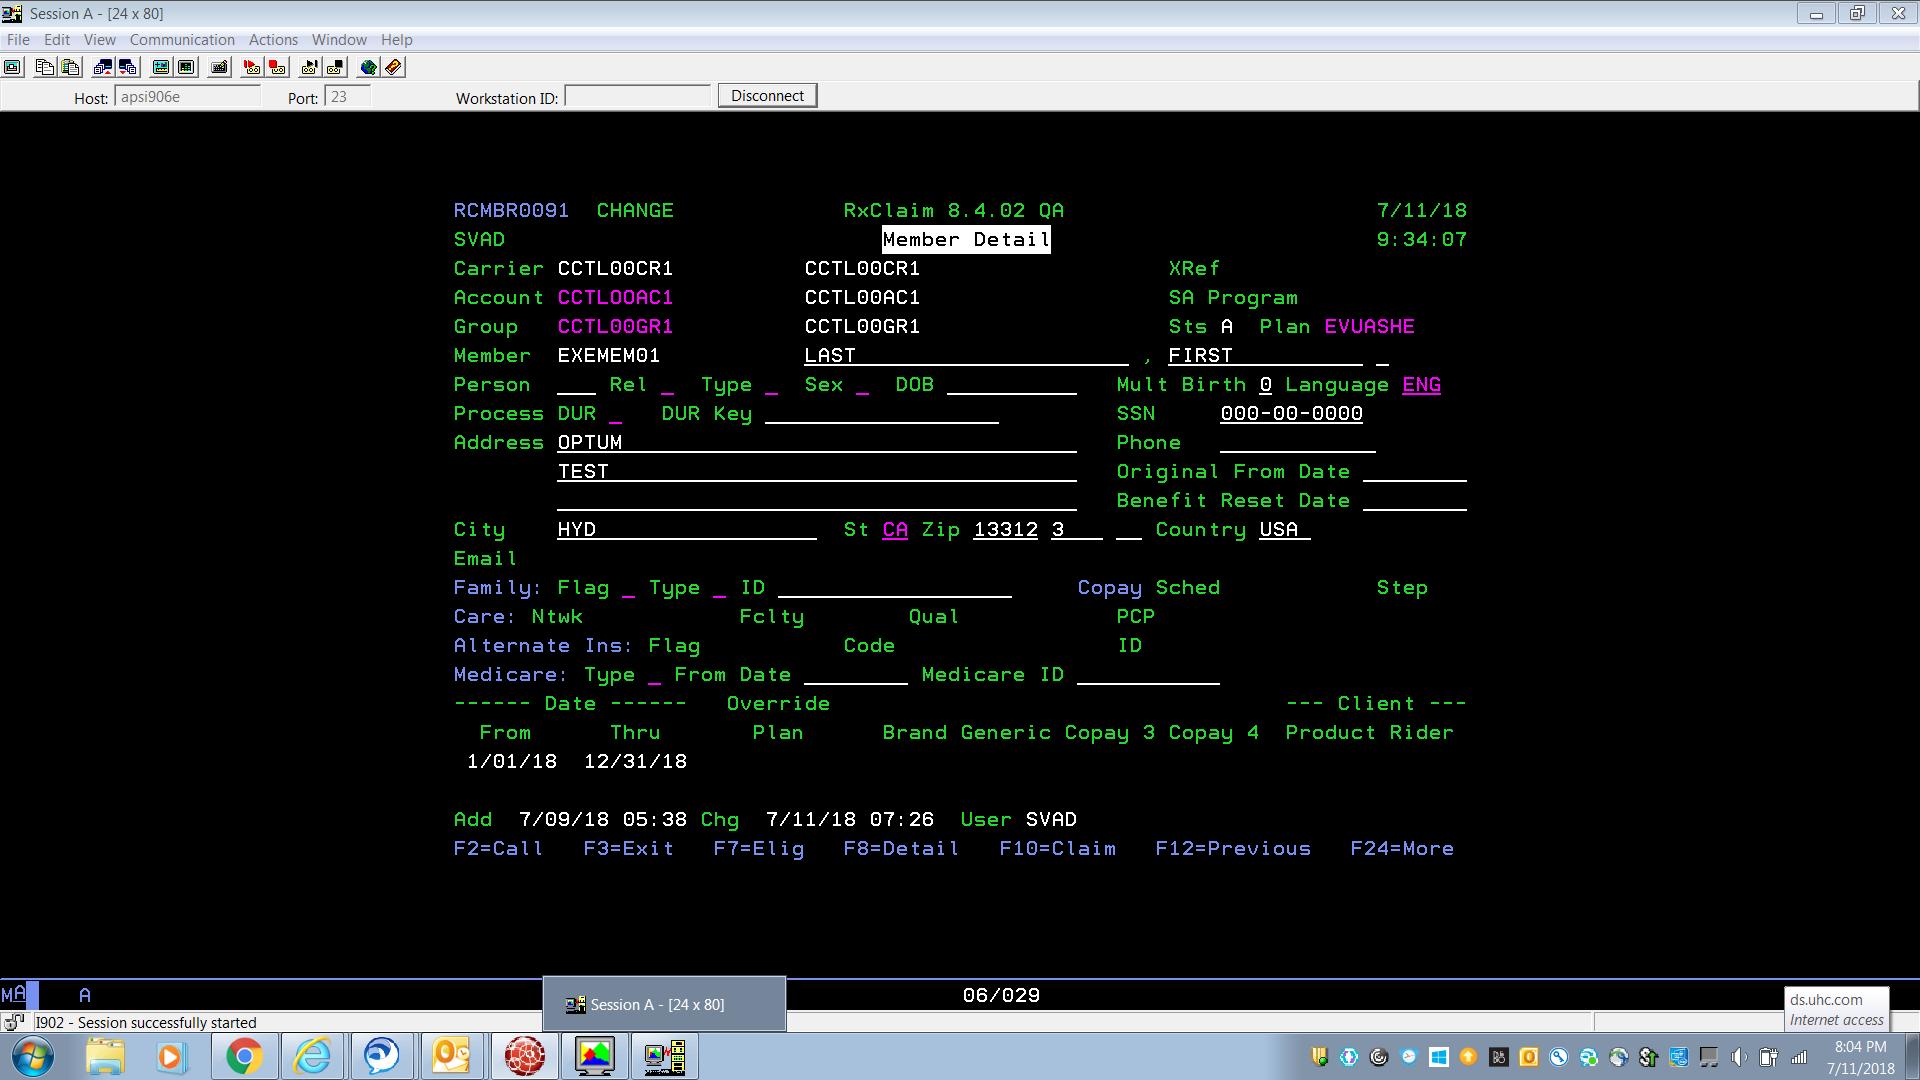 Session A - [24 x 80]
File Edit View Communication Actions Window Help
Host: apsi906e Port: 23 Workstation ID: Disconnect
RCMBR0091 CHANGE RxClaim 8.4.02 QA 7/11/18
SVAD Member Detail 9:34:07
Carrier CCTL00CR1 CCTL00CR1 XRef
Account CCTL00AC1 CCTL00AC1 SA Program
Group CCTL00GR1 CCTL00GR1 Sts A Plan EVUASHE
Member EXEMEM01 LAST , FIRST
Person Rel Type Sex DOB Mult Birth 0 Language ENG
Process DUR DUR Key SSN 000-00-0000
Address OPTUM Phone
TEST Original From Date
Benefit Reset Date
City HYD St CA Zip 13312 3 Country USA
Email
Family: Flag Type ID Copay Sched Step
Care: Ntwk Fclty Qual PCP
Alternate Ins: Flag Code ID
Medicare: Type From Date Medicare ID
------ Date ------ Override --- Client ---
From Thru Plan Brand Generic Copay 3 Copay 4 Product Rider
1/01/18 12/31/18
Add 7/09/18 05:38 Chg 7/11/18 07:26 User SVAD
F2=Call F3=Exit F7=Elig F8=Detail F10=Claim F12=Previous F24=More
MA A 06/029
Session A - [24 x 80]
ds.uhc.com
Internet access
I902 - Session successfully started
8:04 PM
7/11/2018